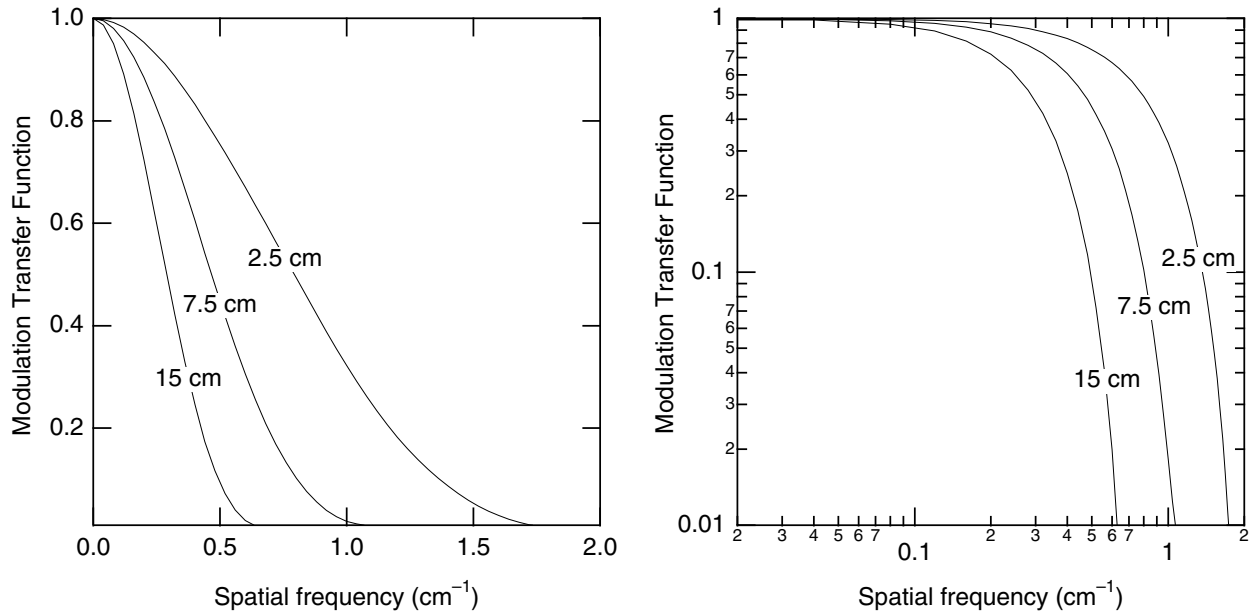 1.0
0.8
0.6
0.4
0.2
Modulation Transfer Function
2.5 cm
7.5 cm
15 cm
0.0
0.5
1.0
1.5
2.0
Spatial frequency (cm⁻¹)
1
7
6
5
4
3
2
0.1
7
6
5
4
3
2
0.01
Modulation Transfer Function
2.5 cm
7.5 cm
15 cm
2 3 4 5 6 7 0.1 2 3 4 5 6 7 1 2
Spatial frequency (cm⁻¹)